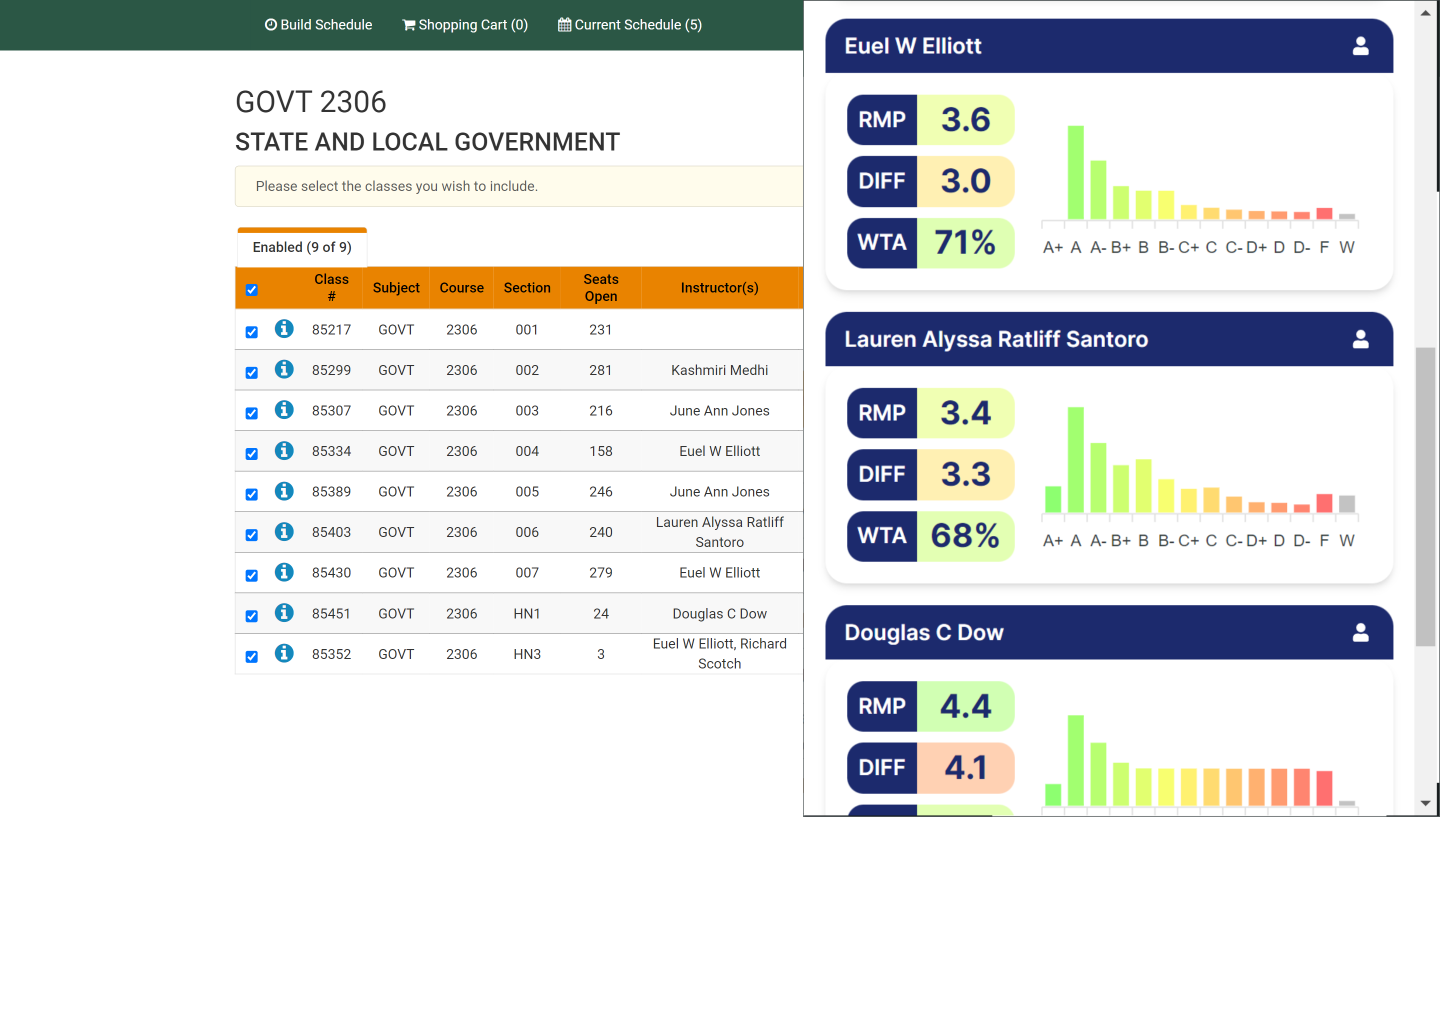 Build Schedule Shopping Cart (0) Current Schedule (5)
GOVT 2306
STATE AND LOCAL GOVERNMENT
Please select the classes you wish to include.
Enabled (9 of 9)
Class # Subject Course Section Seats Open Instructor(s)
85217 GOVT 2306 001 231
85299 GOVT 2306 002 281 Kashmiri Medhi
85307 GOVT 2306 003 216 June Ann Jones
85334 GOVT 2306 004 158 Euel W Elliott
85389 GOVT 2306 005 246 June Ann Jones
85403 GOVT 2306 006 240 Lauren Alyssa Ratliff Santoro
85430 GOVT 2306 007 279 Euel W Elliott
85451 GOVT 2306 HN1 24 Douglas C Dow
85352 GOVT 2306 HN3 3 Euel W Elliott, Richard Scotch
Euel W Elliott
RMP 3.6
DIFF 3.0
WTA 71%
A+ A A- B+ B B- C+ C C- D+ D D- F W
Lauren Alyssa Ratliff Santoro
RMP 3.4
DIFF 3.3
WTA 68%
A+ A A- B+ B B- C+ C C- D+ D D- F W
Douglas C Dow
RMP 4.4
DIFF 4.1